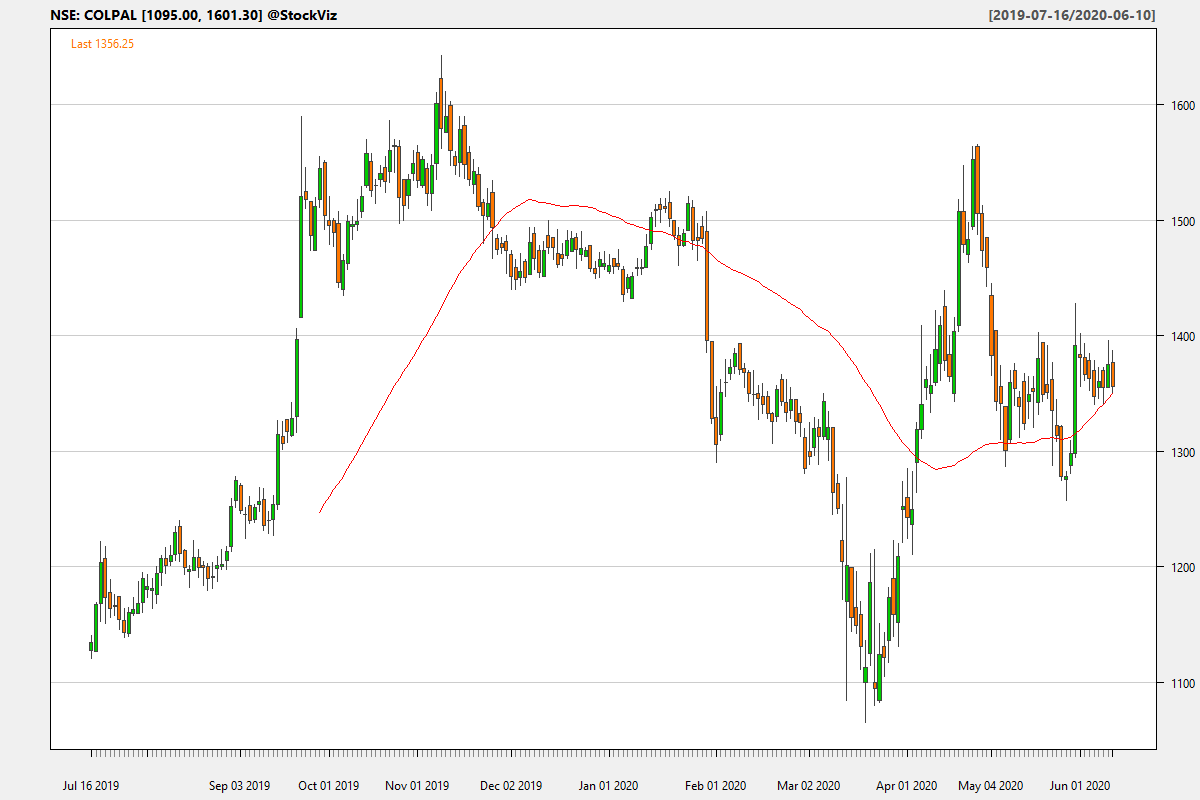 NSE: COLPAL [1095.00, 1601.30] @StockViz
[2019-07-16/2020-06-10]
Last 1356.25
1600
1500
1400
1300
1200
1100
Jul 16 2019
Sep 03 2019
Oct 01 2019
Nov 01 2019
Dec 02 2019
Jan 01 2020
Feb 01 2020
Mar 02 2020
Apr 01 2020
May 04 2020
Jun 01 2020